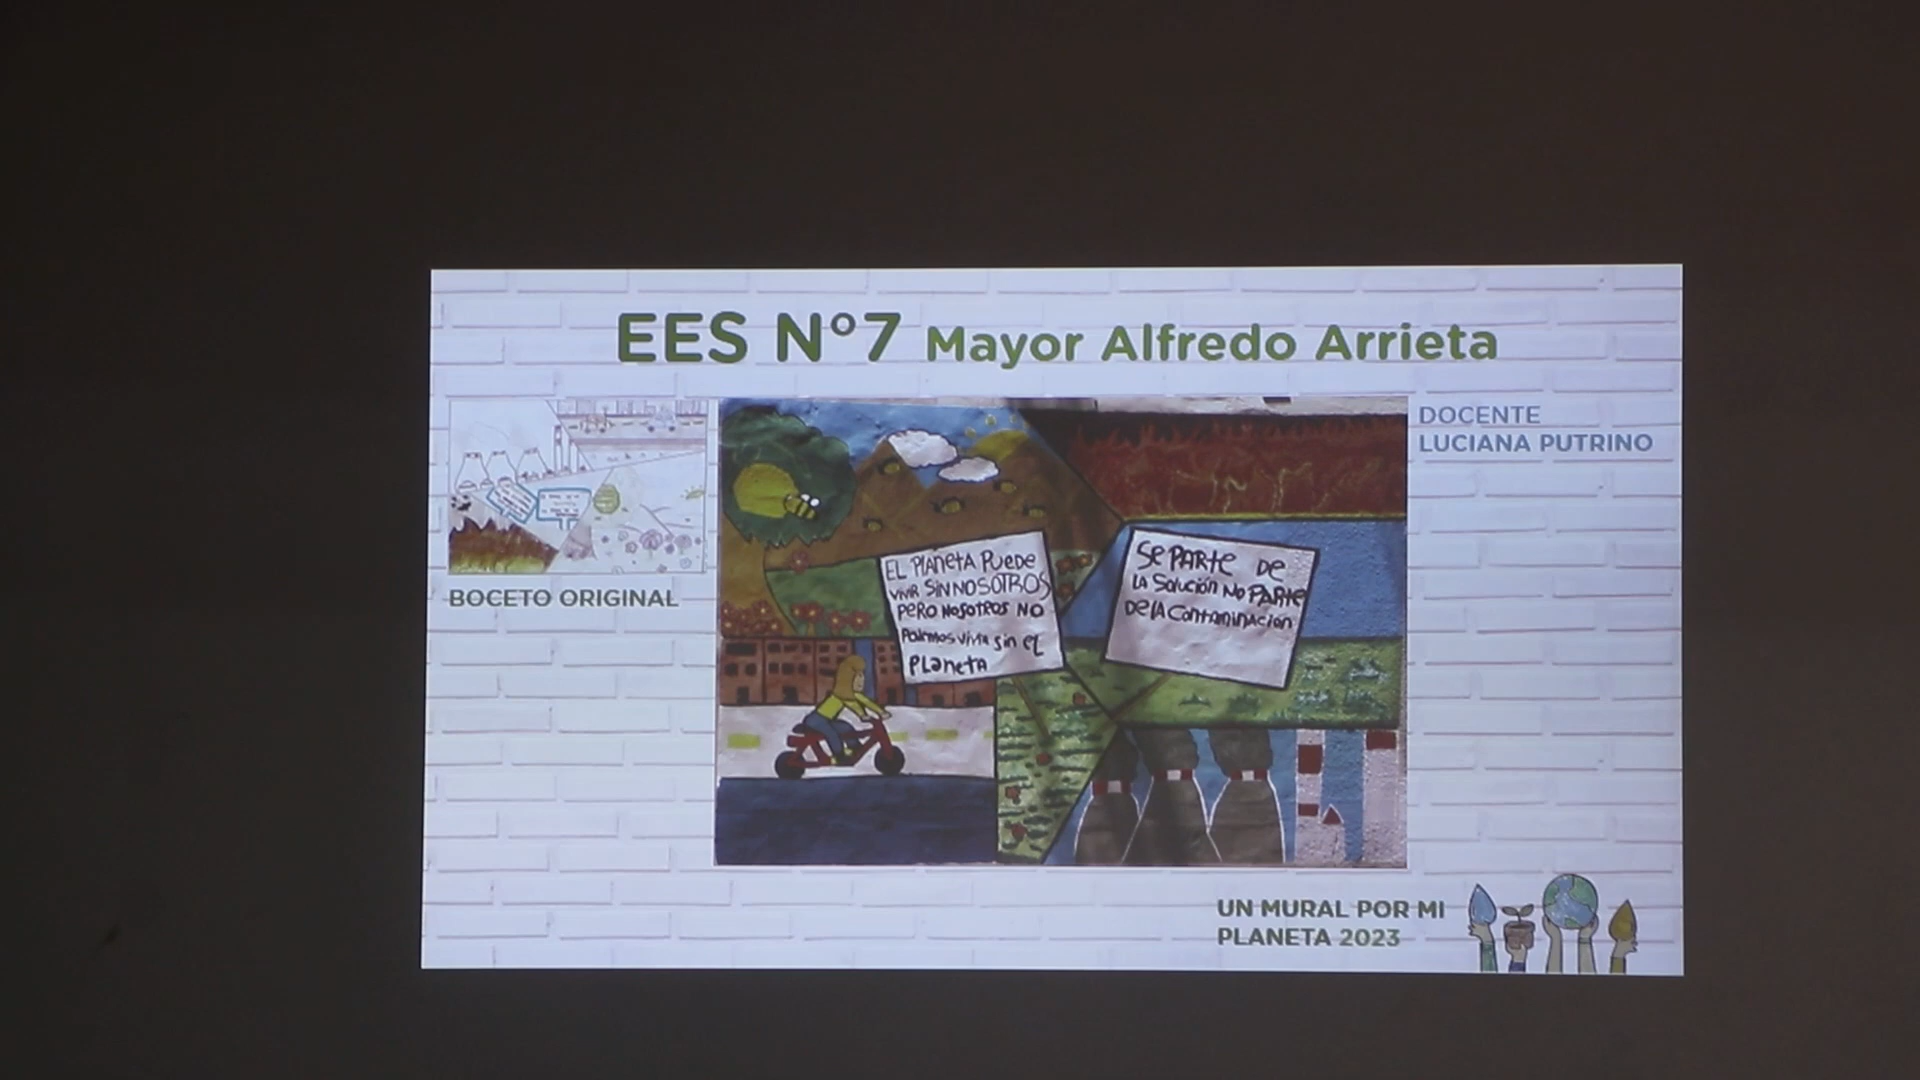 EES N°7 Mayor Alfredo Arrieta
DOCENTE
LUCIANA PUTRINO
BOCETO ORIGINAL
EL PLANETA PUEDE
VIVIR SIN NOSOTROS
PERO NOSOTROS NO
Podemos vivir sin el
PLANETA
SE PARTE DE
LA SOLUCIÓN NO PARTE
DE LA CONTAMINACIÓN
UN MURAL POR MI
PLANETA 2023